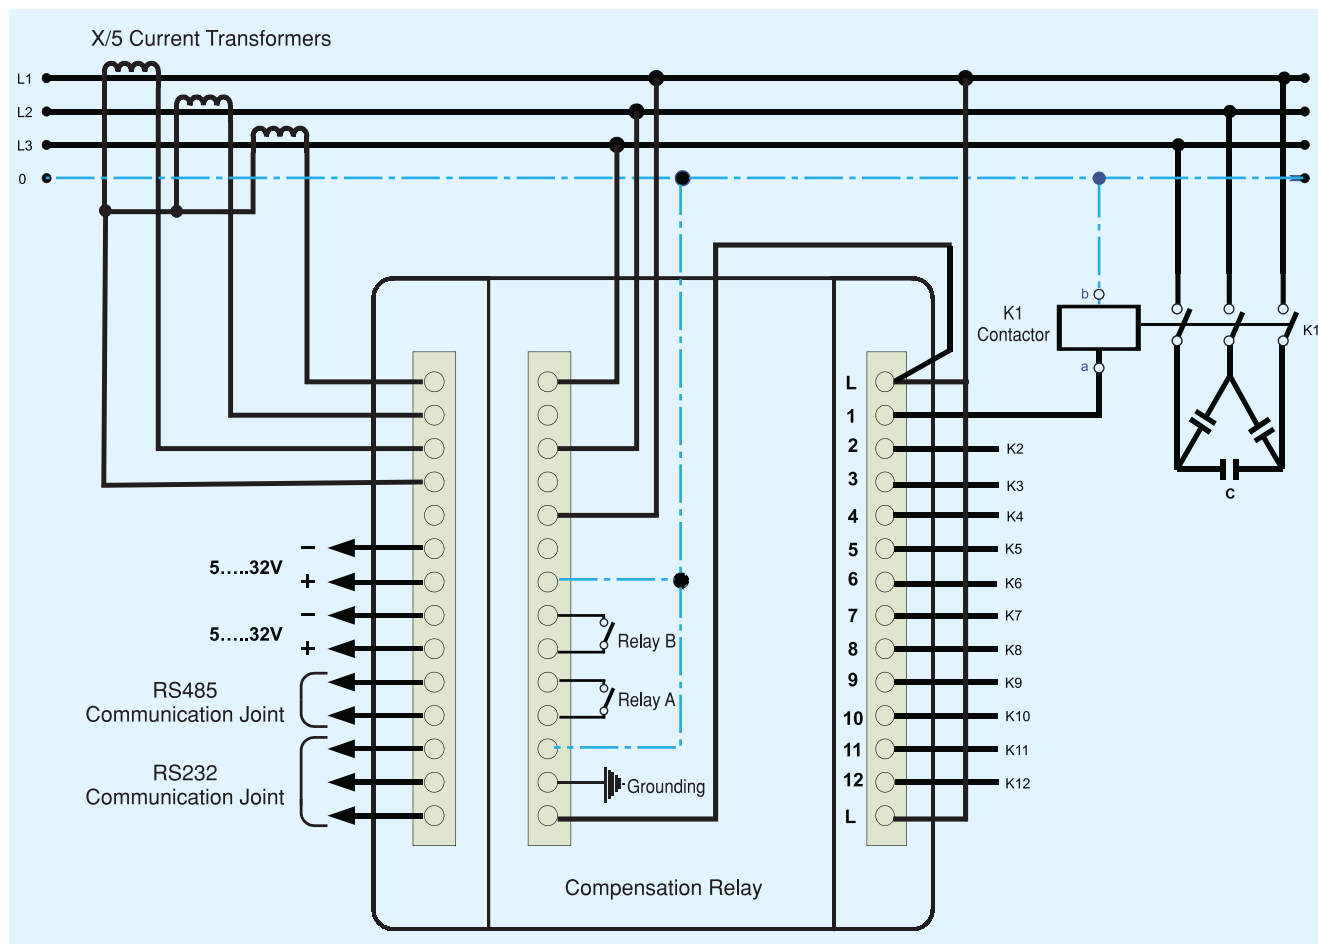 X/5 Current Transformers
L1
L2
L3
0
b
K1
Contactor
a
K1
C
L
1
2
3
4
5
6
7
8
9
10
11
12
L
K2
K3
K4
K5
K6
K7
K8
K9
K10
K11
K12
–
5.....32V
+
–
5.....32V
+
RS485
Communication Joint
RS232
Communication Joint
Relay B
Relay A
Grounding
Compensation Relay